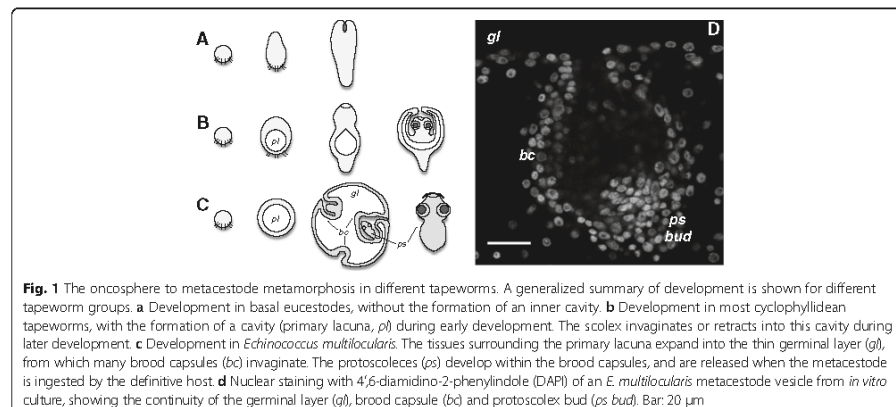 A
B
pl
C
pl
gl
bc
ps
gl
D
bc
ps
bud
Fig. 1 The oncosphere to metacestode metamorphosis in different tapeworms. A generalized summary of development is shown for different
tapeworm groups. a Development in basal eucestodes, without the formation of an inner cavity. b Development in most cyclophyllidean
tapeworms, with the formation of a cavity (primary lacuna, pl) during early development. The scolex invaginates or retracts into this cavity during
later development. c Development in Echinococcus multilocularis. The tissues surrounding the primary lacuna expand into the thin germinal layer (gl),
from which many brood capsules (bc) invaginate. The protoscoleces (ps) develop within the brood capsules, and are released when the metacestode
is ingested by the definitive host. d Nuclear staining with 4′,6-diamidino-2-phenylindole (DAPI) of an E. multilocularis metacestode vesicle from in vitro
culture, showing the continuity of the germinal layer (gl), brood capsule (bc) and protoscolex bud (ps bud). Bar: 20 μm